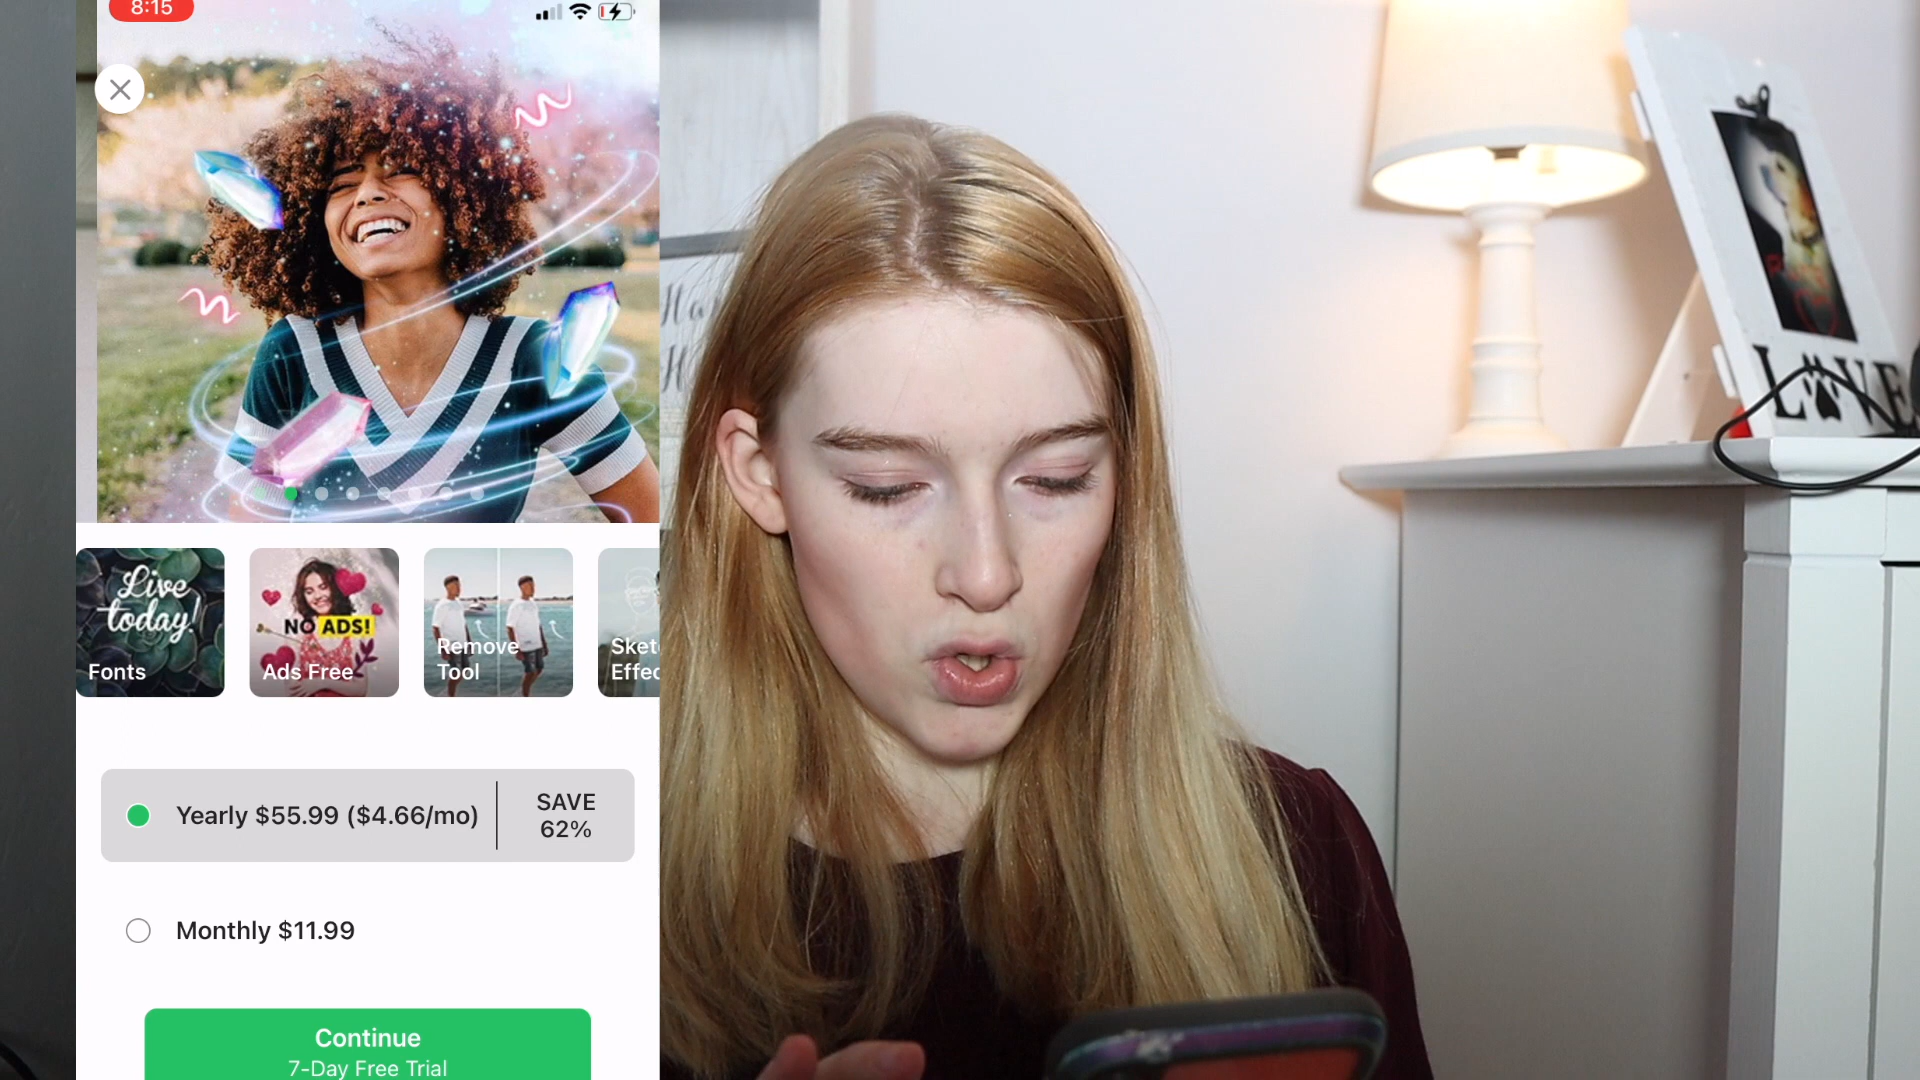 8:15
Live
today!
Fonts
NO ADS!
Ads Free
Remove
Tool
Yearly $55.99 ($4.66/mo)
SAVE
62%
Monthly $11.99
Continue
7-Day Free Trial
LOVE